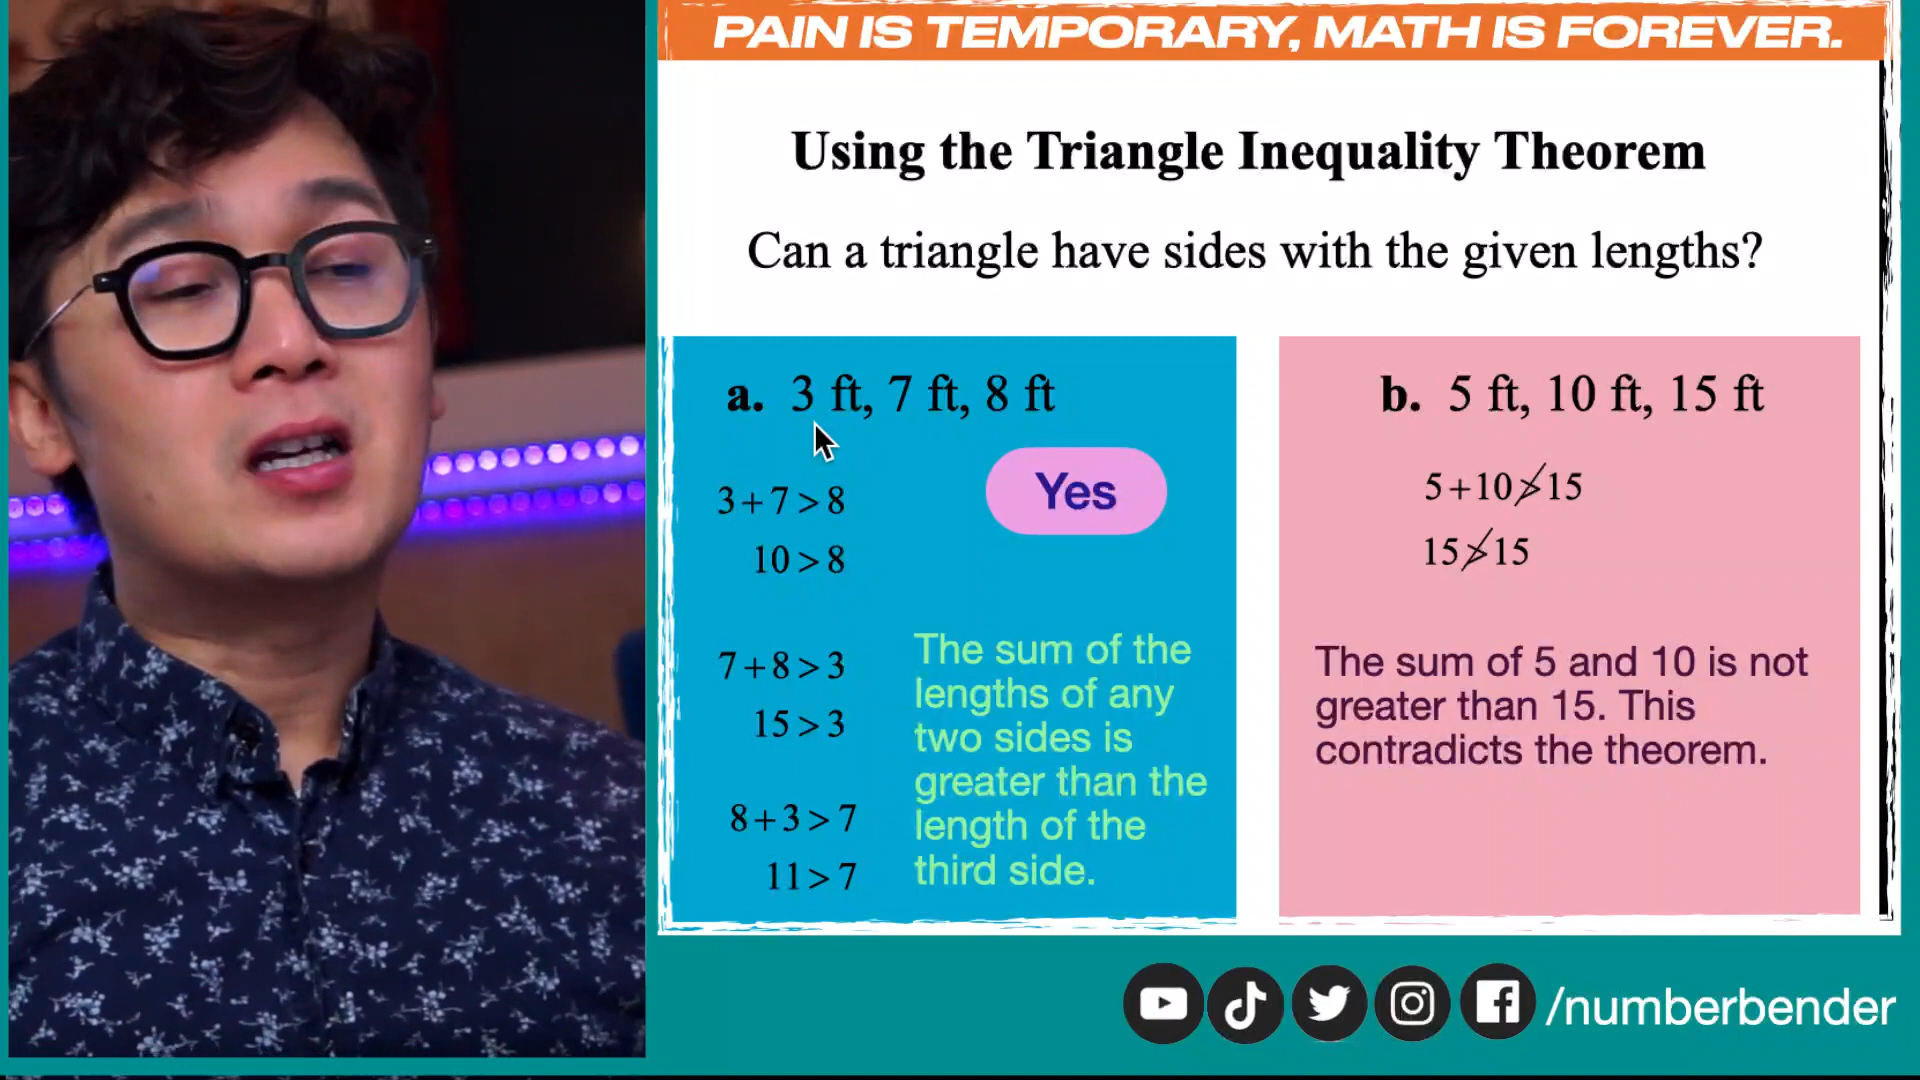 PAIN IS TEMPORARY, MATH IS FOREVER.
Using the Triangle Inequality Theorem
Can a triangle have sides with the given lengths?
a. 3 ft, 7 ft, 8 ft
Yes
3+7>8
10>8
7+8>3
15>3
8+3>7
11>7
The sum of the
lengths of any
two sides is
greater than the
length of the
third side.
b. 5 ft, 10 ft, 15 ft
5+10≯15
15≯15
The sum of 5 and 10 is not
greater than 15. This
contradicts the theorem.
/numberbender